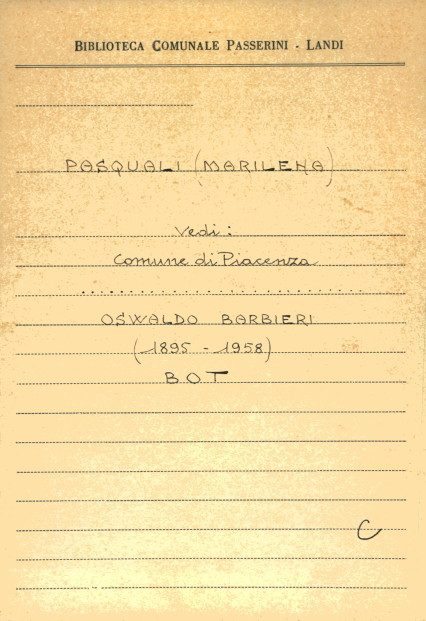 BIBLIOTECA COMUNALE PASSERINI - LANDI
PASQUALI (MARILENA)
Vedi:
Comune di Piacenza
..............................
OSWALDO BARBIERI
(1895 - 1958)
BOT
C